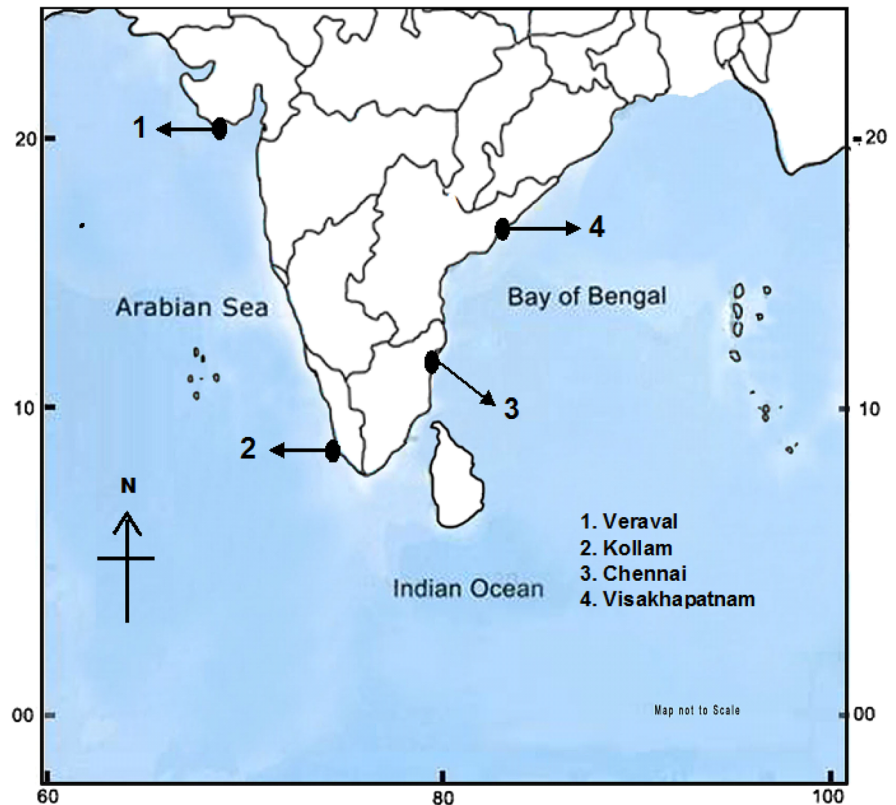 1
20
20
4
Arabian Sea
Bay of Bengal
3
10
10
2
N
1. Veraval
2. Kollam
3. Chennai
4. Visakhapatnam
Indian Ocean
00
Map not to Scale
00
60
80
100